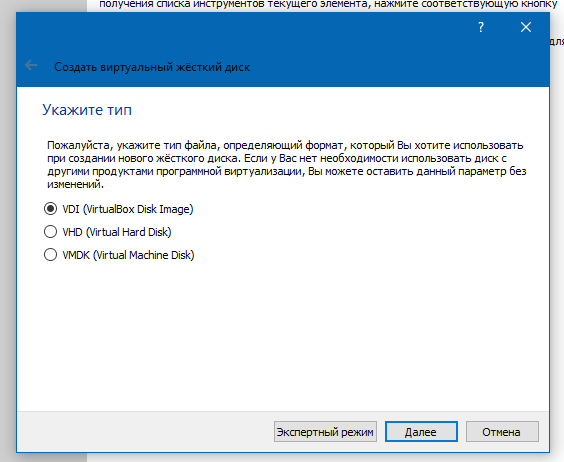 получения списка инструментов текущего элемента, нажмите соответствующую кнопку
?
для
Создать виртуальный жёсткий диск
Укажите тип
Пожалуйста, укажите тип файла, определяющий формат, который Вы хотите использовать
при создании нового жёсткого диска. Если у Вас нет необходимости использовать диск с
другими продуктами программной виртуализации, Вы можете оставить данный параметр без
изменений.
VDI (VirtualBox Disk Image)
VHD (Virtual Hard Disk)
VMDK (Virtual Machine Disk)
Экспертный режим
Далее
Отмена